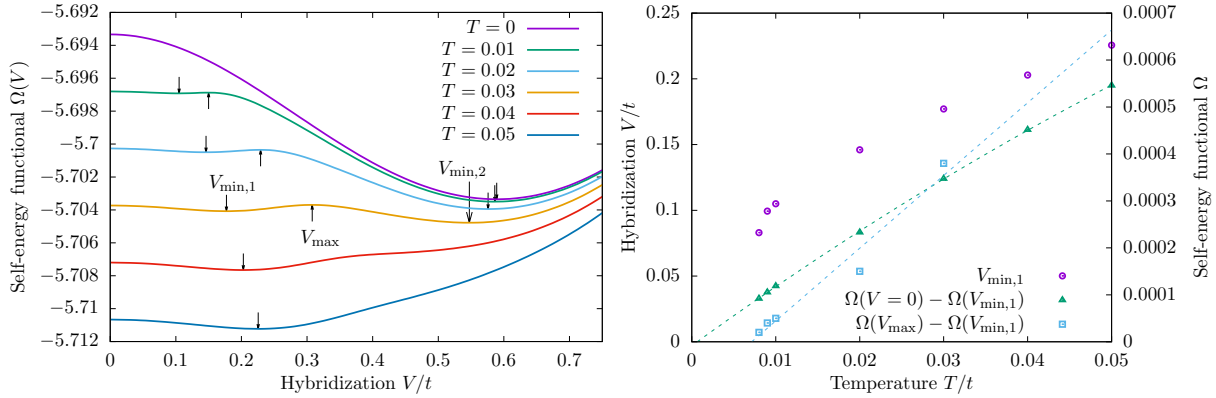 Self-energy functional Ω(V)
−5.692
−5.694
−5.696
−5.698
−5.7
−5.702
−5.704
−5.706
−5.708
−5.71
−5.712
T = 0
T = 0.01
T = 0.02
T = 0.03
T = 0.04
T = 0.05
V_min,2
V_min,1
V_max
0 0.1 0.2 0.3 0.4 0.5 0.6 0.7
Hybridization V/t
Hybridization V/t
0.25
0.2
0.15
0.1
0.05
0
V_min,1
Ω(V = 0) − Ω(V_min,1)
Ω(V_max) − Ω(V_min,1)
0 0.01 0.02 0.03 0.04 0.05
Temperature T/t
0.0007
0.0006
0.0005
0.0004
0.0003
0.0002
0.0001
0
Self-energy functional Ω